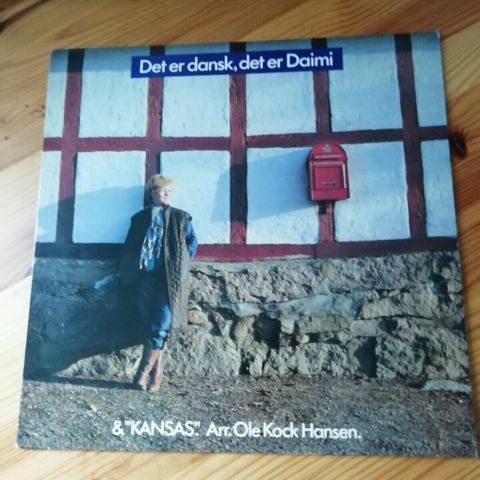 Det er dansk, det er Daimi
& "KANSAS". Arr. Ole Kock Hansen.